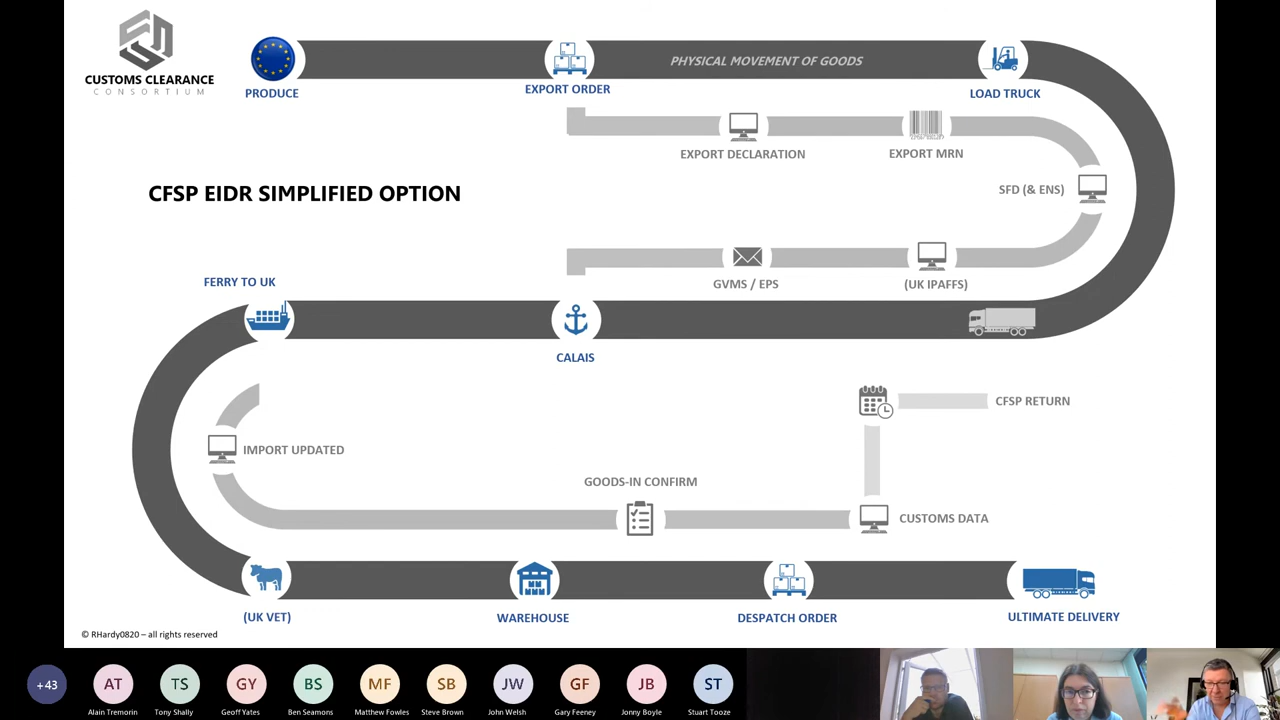 CUSTOMS CLEARANCE
CONSORTIUM
PRODUCE
EXPORT ORDER
PHYSICAL MOVEMENT OF GOODS
LOAD TRUCK
EXPORT DECLARATION
EXPORT MRN
SFD (& ENS)
CFSP EIDR SIMPLIFIED OPTION
GVMS / EPS
(UK IPAFFS)
FERRY TO UK
CALAIS
CFSP RETURN
IMPORT UPDATED
GOODS-IN CONFIRM
CUSTOMS DATA
(UK VET)
WAREHOUSE
DESPATCH ORDER
ULTIMATE DELIVERY
© RHardy0820 – all rights reserved
+43
AT
TS
GY
BS
MF
SB
JW
GF
JB
ST
Alain Tremorin
Tony Shally
Geoff Yates
Ben Seamons
Matthew Fowles
Steve Brown
John Welsh
Gary Feeney
Jonny Boyle
Stuart Tooze